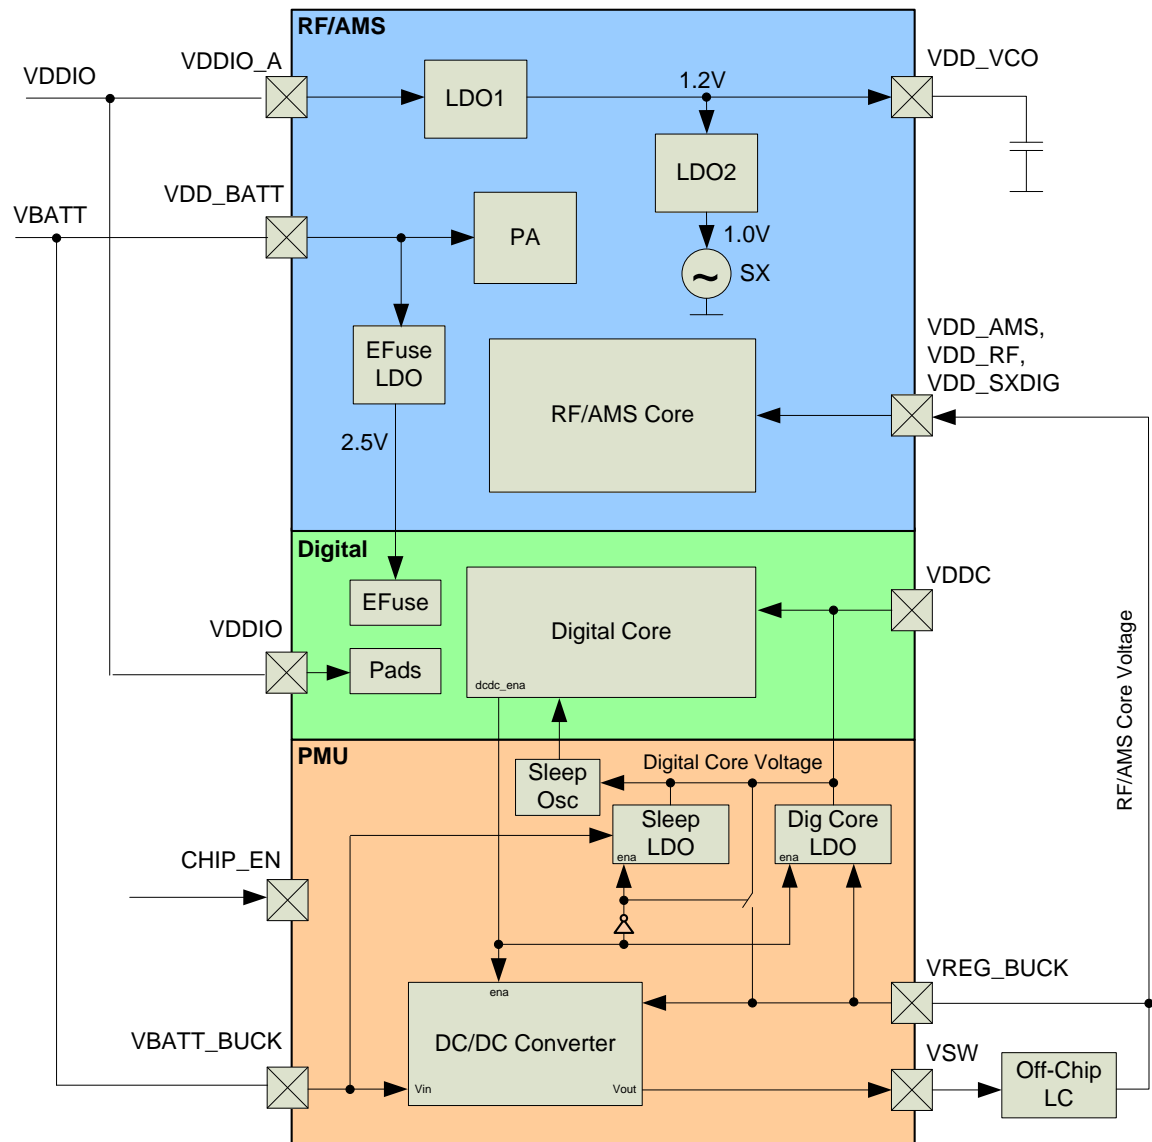 RF/AMS
VDDIO_A
VDDIO
LDO1
1.2V
VDD_VCO
LDO2
VDD_BATT
VBATT
PA
1.0V
~
SX
EFuse
LDO
2.5V
RF/AMS Core
VDD_AMS,
VDD_RF,
VDD_SXDIG
Digital
EFuse
Digital Core
dcdc_ena
VDDC
VDDIO
Pads
RF/AMS Core Voltage
PMU
Sleep
Osc
Digital Core Voltage
Sleep
LDO
ena
Dig Core
LDO
ena
CHIP_EN
VREG_BUCK
ena
DC/DC Converter
Vin
Vout
VBATT_BUCK
VSW
Off-Chip
LC